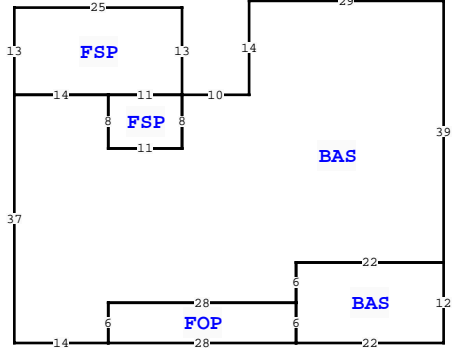 25 29
13 FSP 13 14
14 11 10
8 FSP 8
11
BAS 39
37
22
6
28 BAS 12
6 FOP 6
14 28 22